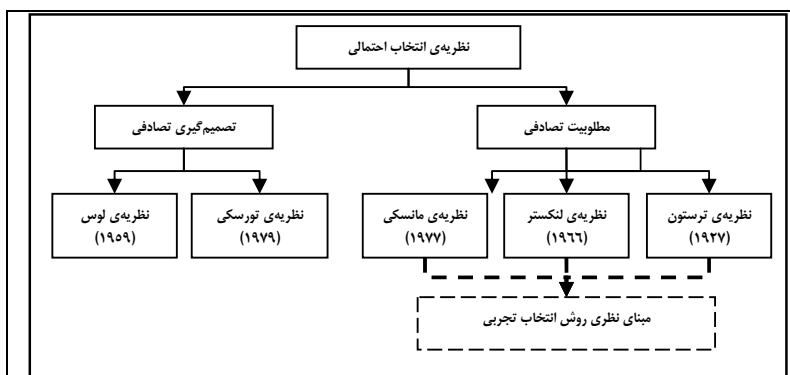 نظریه‌ی انتخاب احتمالی
مطلوبیت تصادفی
تصمیم‌گیری تصادفی
نظریه‌ی ترستون
(۱۹۲۷)
نظریه‌ی لنکستر
(۱۹۶۶)
نظریه‌ی مانسکی
(۱۹۷۷)
نظریه‌ی تورسکی
(۱۹۷۹)
نظریه‌ی لوس
(۱۹۵۹)
مبنای نظری روش انتخاب تجربی